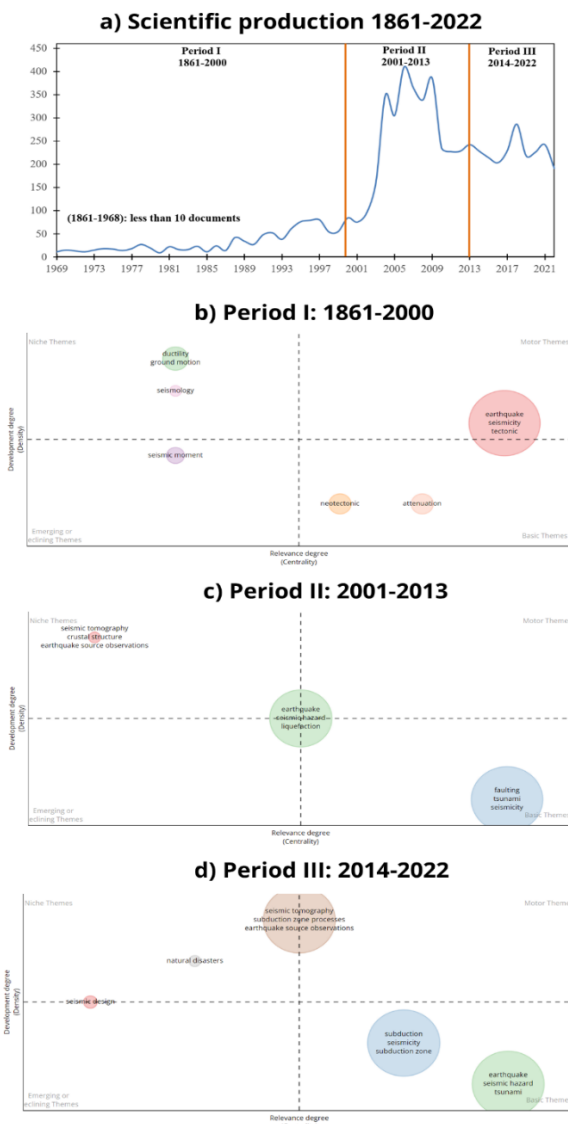 a) Scientific production 1861-2022
Period I
1861-2000
Period II
2001-2013
Period III
2014-2022
450
400
350
300
250
200
150
100
50
0
(1861-1968): less than 10 documents
1969 1973 1977 1981 1985 1989 1993 1997 2001 2005 2009 2013 2017 2021
b) Period I: 1861-2000
Niche Themes
Motor Themes
ductility
ground motion
seismology
earthquake
seismicity
tectonic
seismic moment
neotectonic
attenuation
Development degree
(Density)
Emerging or
eclining Themes
Basic Themes
Relevance degree
(Centrality)
c) Period II: 2001-2013
Niche Themes
Motor Theme
seismic tomography
crustal structure
earthquake source observations
earthquake
seismic hazard
liquefaction
faulting
tsunami
seismicity
Development degree
(Density)
Emerging or
eclining Themes
Basic Theme
Relevance degree
(Centrality)
d) Period III: 2014-2022
Niche Themes
Motor Theme
seismic tomography
subduction zone processes
earthquake source observations
natural disasters
seismic design
subduction
seismicity
subduction zone
earthquake
seismic hazard
tsunami
Development degree
(Density)
Emerging or
eclining Themes
Basic Theme
Relevance degree
(Centrality)